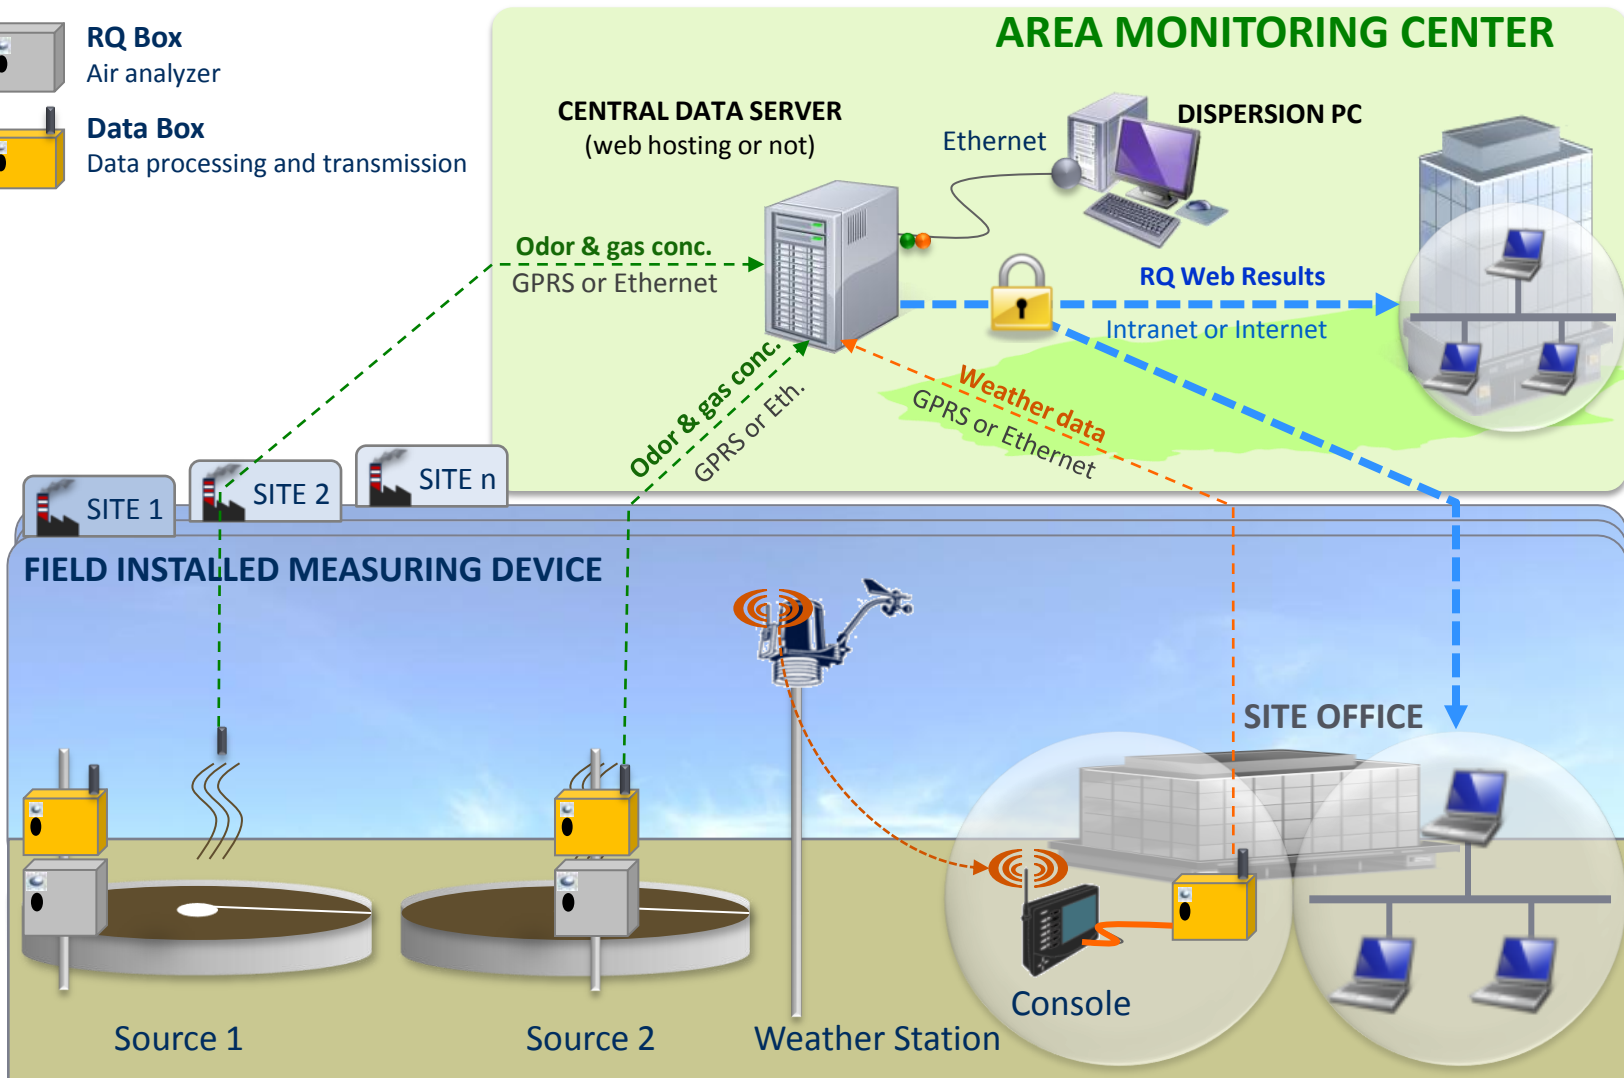 RQ Box
Air analyzer
Data Box
Data processing and transmission
AREA MONITORING CENTER
CENTRAL DATA SERVER
(web hosting or not)
Ethernet
DISPERSION PC
Odor & gas conc.
GPRS or Ethernet
RQ Web Results
Intranet or Internet
Odor & gas conc.
GPRS or Eth.
Weather data
GPRS or Ethernet
SITE 1
SITE 2
SITE n
FIELD INSTALLED MEASURING DEVICE
SITE OFFICE
Console
Source 1
Source 2
Weather Station